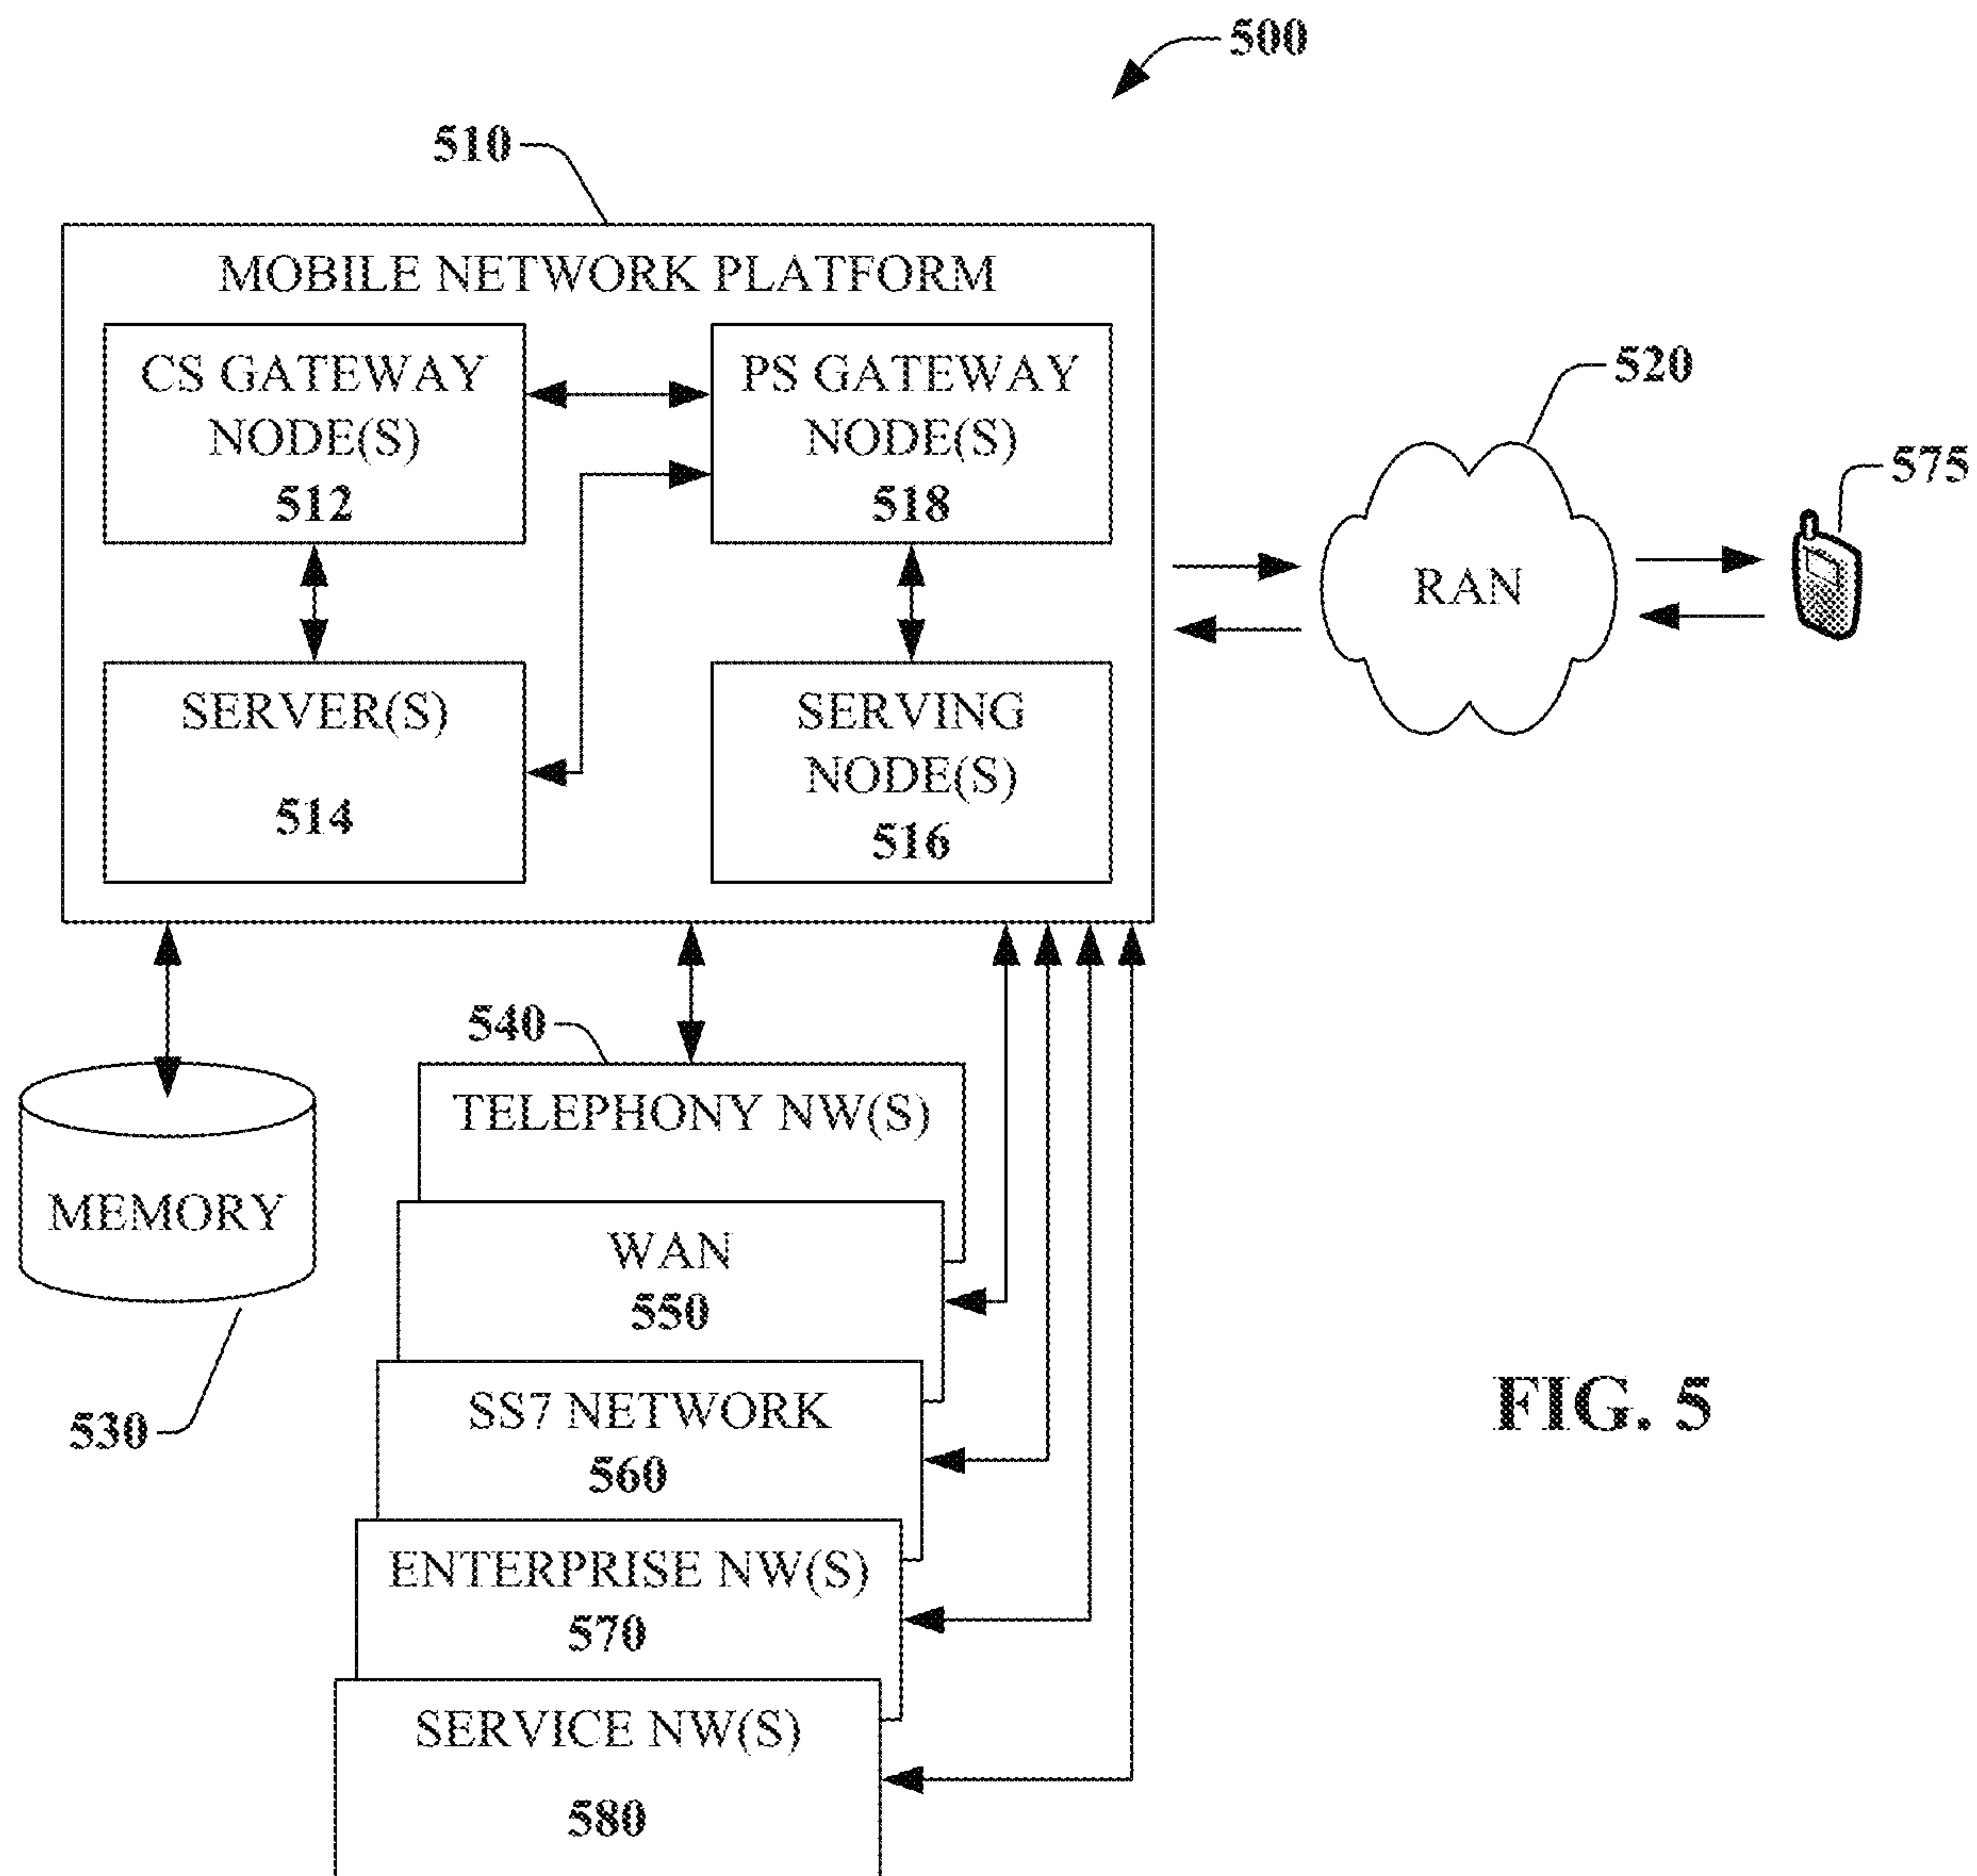 500
510
MOBILE NETWORK PLATFORM
CS GATEWAY
NODE(S)
512
PS GATEWAY
NODE(S)
518
SERVER(S)
514
SERVING
NODE(S)
516
520
RAN
575
540
TELEPHONY NW(S)
MEMORY
530
WAN
550
SS7 NETWORK
560
ENTERPRISE NW(S)
570
SERVICE NW(S)
580
FIG. 5